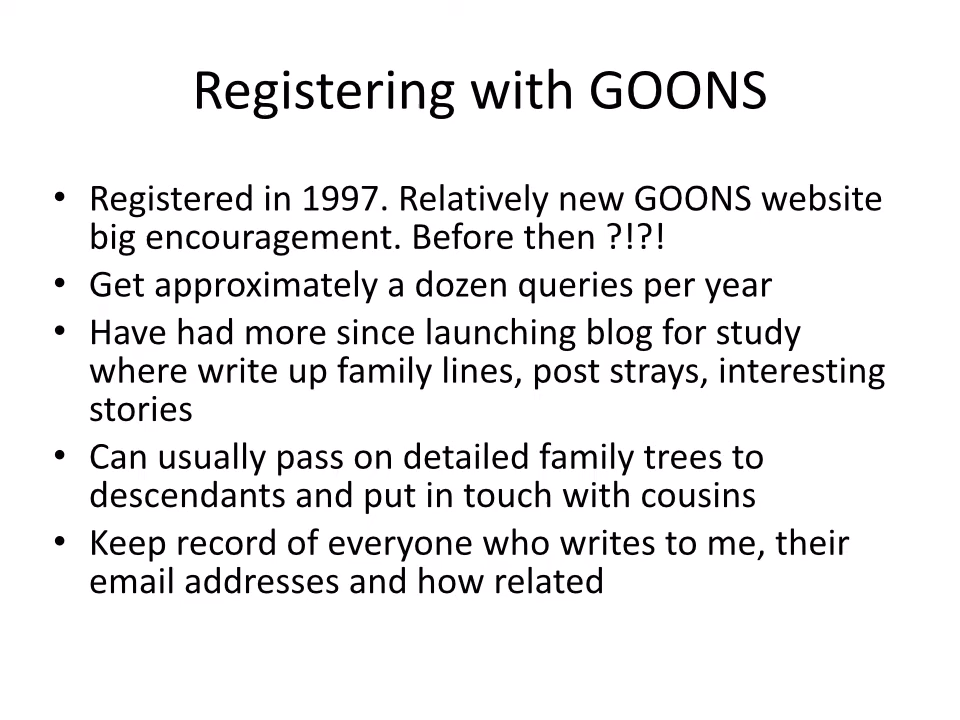 Registering with GOONS
• Registered in 1997. Relatively new GOONS website
big encouragement. Before then ?!?!
• Get approximately a dozen queries per year
• Have had more since launching blog for study
where write up family lines, post strays, interesting
stories
• Can usually pass on detailed family trees to
descendants and put in touch with cousins
• Keep record of everyone who writes to me, their
email addresses and how related